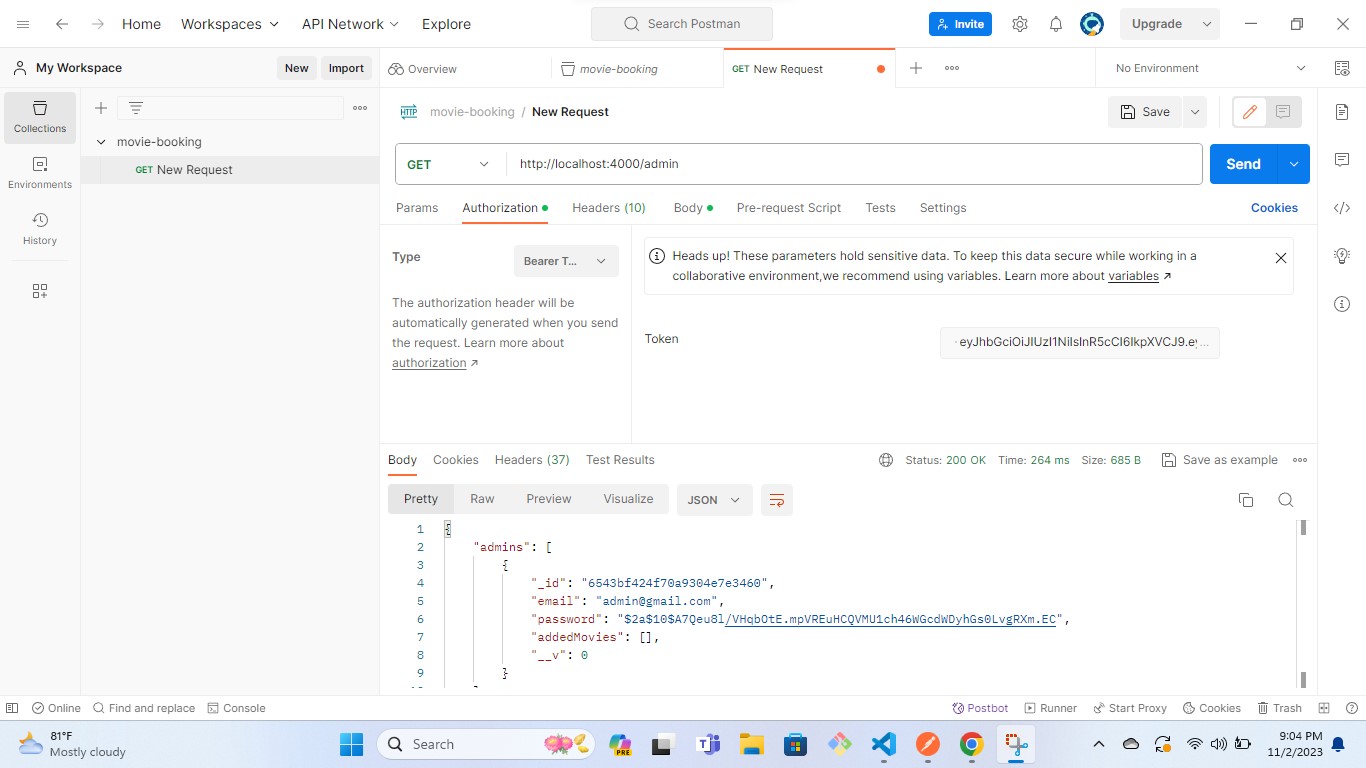 Home Workspaces API Network Explore Search Postman Invite Upgrade
My Workspace New Import Overview movie-booking GET New Request No Environment
Collections
Environments
History
movie-booking
GET New Request
HTTP movie-booking / New Request Save
GET http://localhost:4000/admin Send
Params Authorization Headers (10) Body Pre-request Script Tests Settings Cookies
Type Bearer T...
The authorization header will be
automatically generated when you send
the request. Learn more about
authorization ↗
Heads up! These parameters hold sensitive data. To keep this data secure while working in a
collaborative environment,we recommend using variables. Learn more about variables ↗
Token eyJhbGciOiJIUzI1NiIsInR5cCI6IkpXVCJ9.ey...
Body Cookies Headers (37) Test Results Status: 200 OK Time: 264 ms Size: 685 B Save as example
Pretty Raw Preview Visualize JSON
1 {
2 "admins": [
3 {
4 "_id": "6543bf424f70a9304e7e3460",
5 "email": "admin@gmail.com",
6 "password": "$2a$10$A7Qeu8l/VHqbOtE.mpVREuHCQVMU1ch46WGcdWDyhGs0LvgRXm.EC",
7 "addedMovies": [],
8 "__v": 0
9 }
Online Find and replace Console Postbot Runner Start Proxy Cookies Trash
81°F
Mostly cloudy
Search
PRE
9:04 PM
11/2/2023